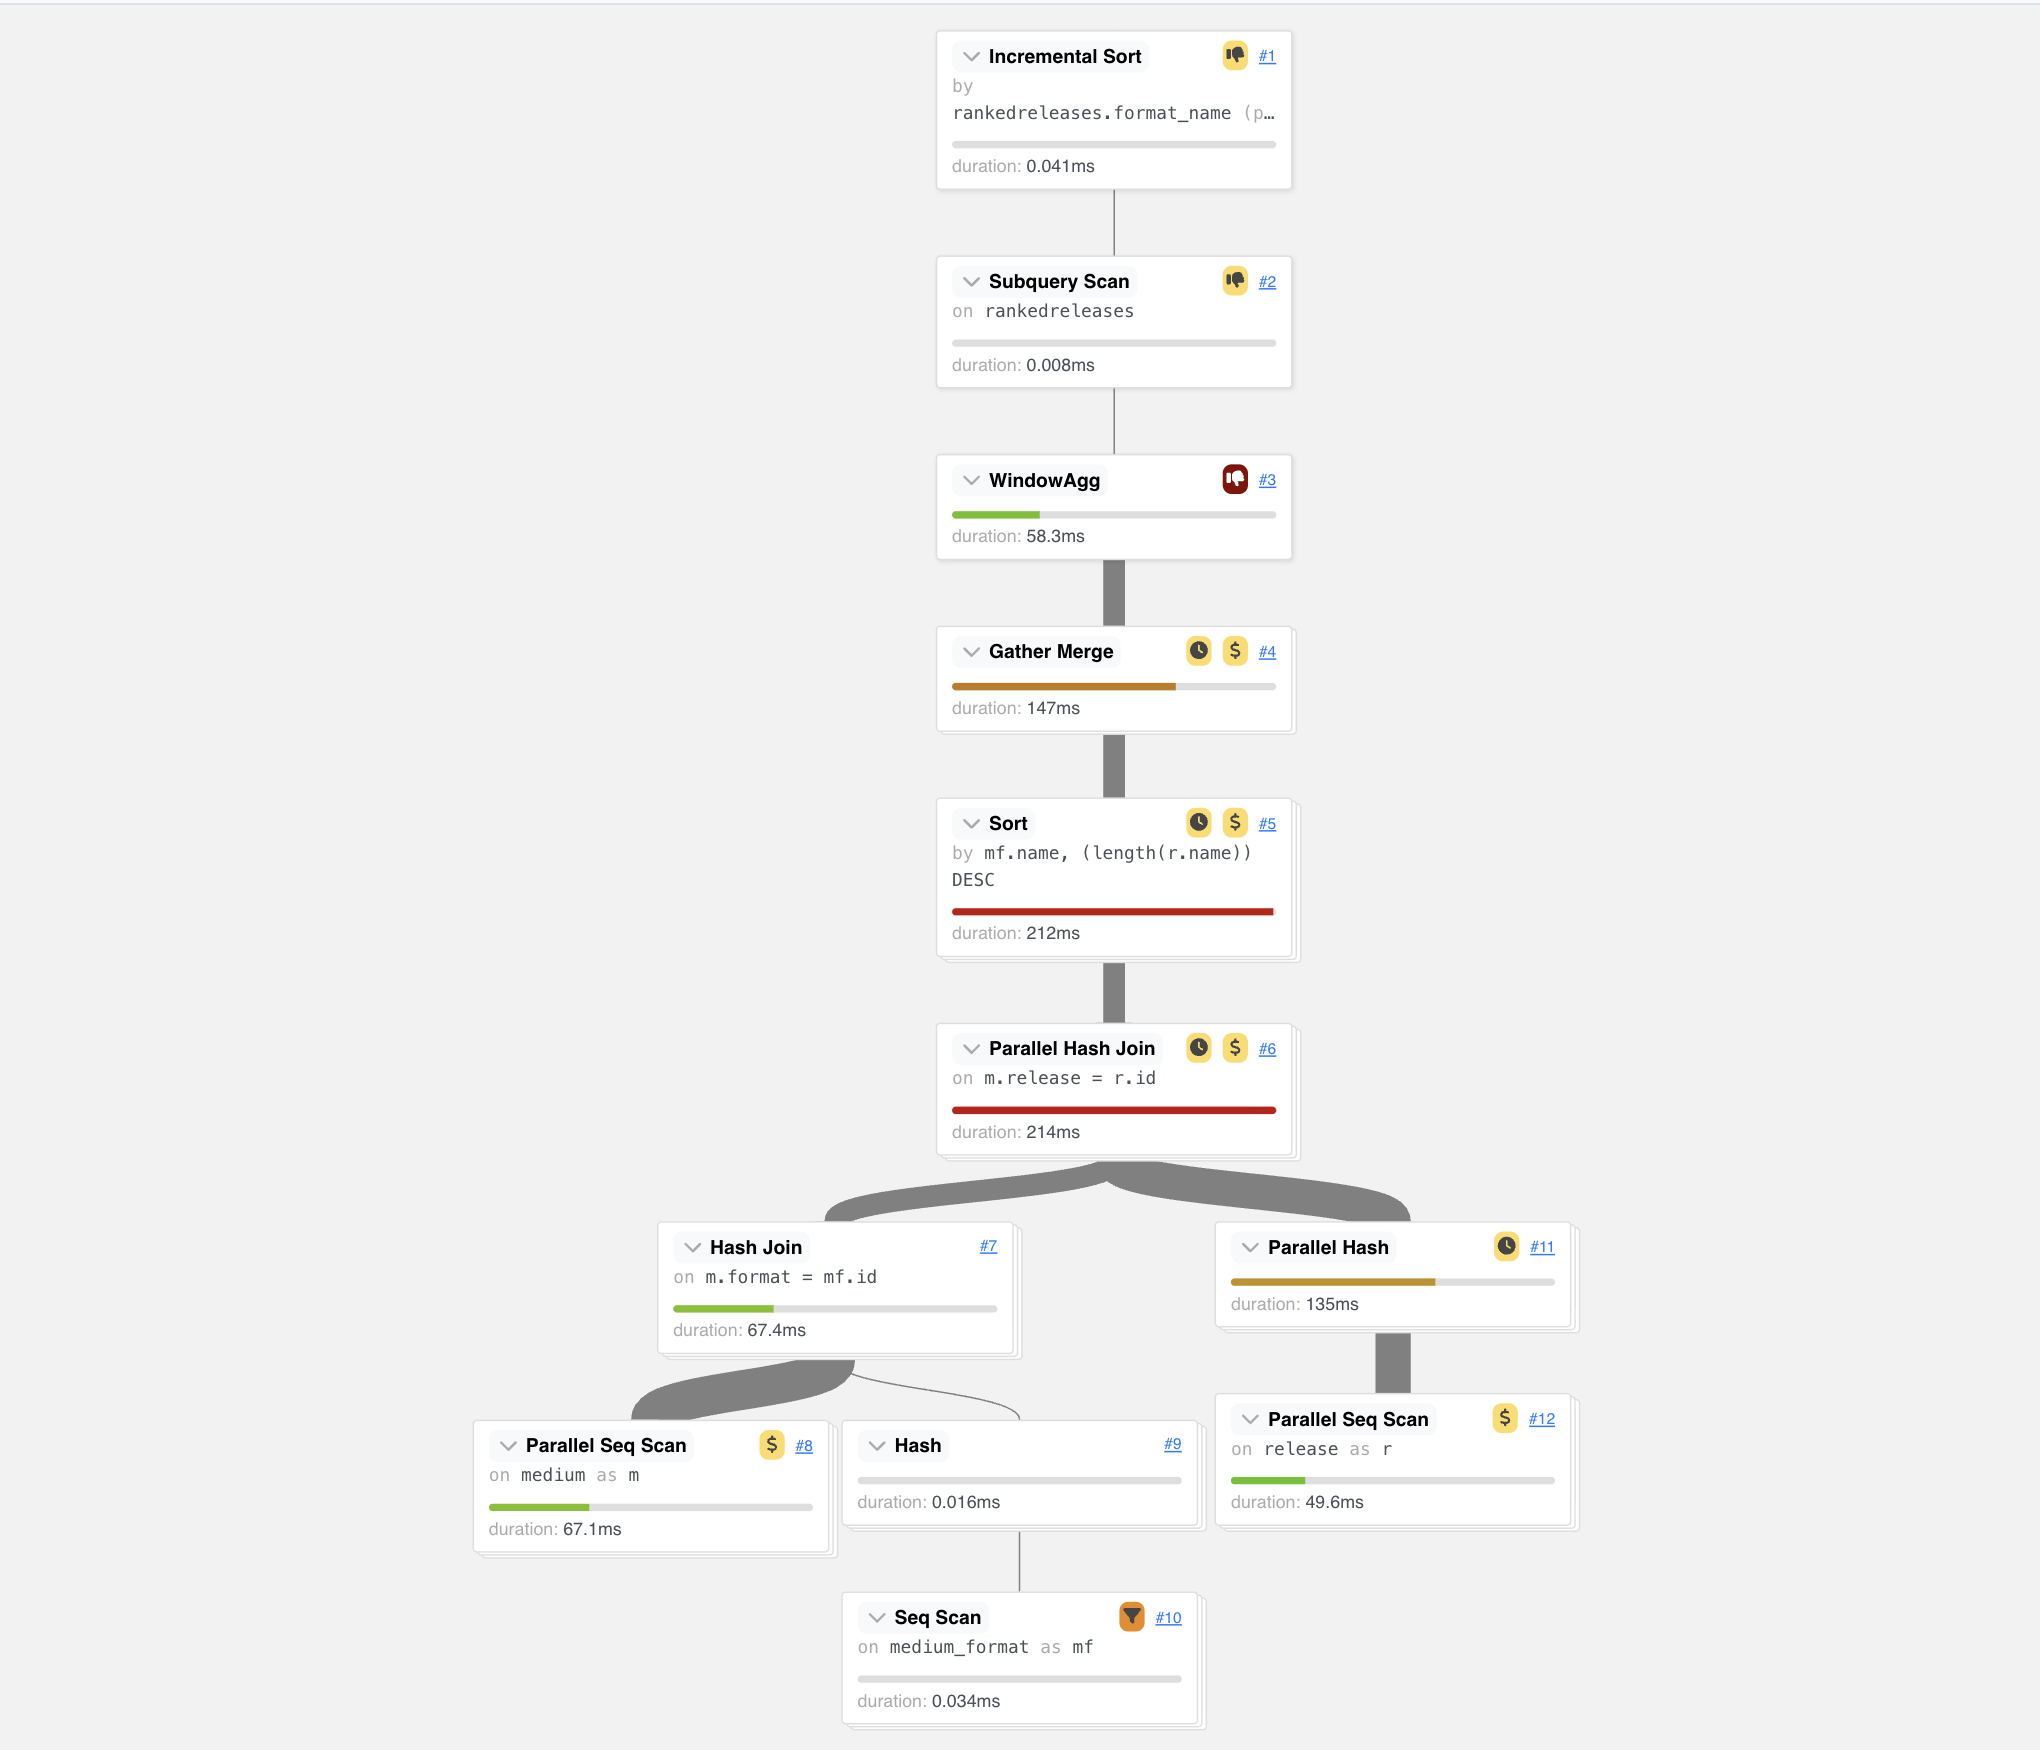 Incremental Sort #1
by
rankedreleases.format_name (p…
duration: 0.041ms
Subquery Scan #2
on rankedreleases
duration: 0.008ms
WindowAgg #3
duration: 58.3ms
Gather Merge $ #4
duration: 147ms
Sort $ #5
by mf.name, (length(r.name))
DESC
duration: 212ms
Parallel Hash Join $ #6
on m.release = r.id
duration: 214ms
Hash Join #7
on m.format = mf.id
duration: 67.4ms
Parallel Hash #11
duration: 135ms
Parallel Seq Scan $ #8
on medium as m
duration: 67.1ms
Hash #9
duration: 0.016ms
Parallel Seq Scan $ #12
on release as r
duration: 49.6ms
Seq Scan #10
on medium_format as mf
duration: 0.034ms